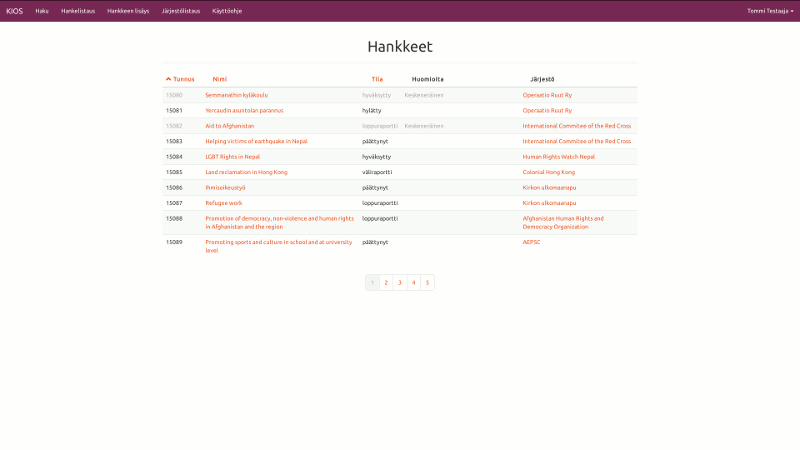 KIOS Haku Hankelistaus Hankkeen lisäys Järjestölistaus Käyttöohje Tommi Testaaja
Hankkeet
Tunnus Nimi Tila Huomioita Järjestö
15080 Semmanathin kyläkoulu hyväksytty Keskeneräinen Operaatio Ruut Ry
15081 Yercaudin asuntolan parannus hylätty Operaatio Ruut Ry
15082 Aid to Afghanistan loppuraportti Keskeneräinen International Commitee of the Red Cross
15083 Helping victims of earthquake in Nepal päättynyt International Commitee of the Red Cross
15084 LGBT Rights in Nepal hyväksytty Human Rights Watch Nepal
15085 Land reclamation in Hong Kong väliraportti Colonial Hong Kong
15086 Ihmisoikeustyö päättynyt Kirkon ulkomaanapu
15087 Refugee work loppuraportti Kirkon ulkomaanapu
15088 Promotion of democracy, non-violence and human rights loppuraportti Afghanistan Human Rights and
in Afghanistan and the region Democracy Organization
15089 Promoting sports and culture in school and at university päättynyt AEPSC
level
1 2 3 4 5